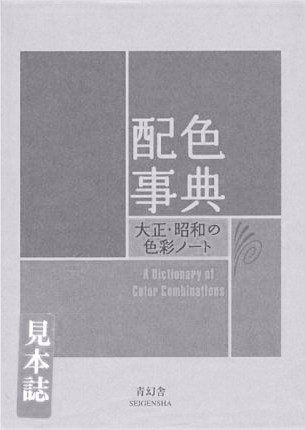 配色
事典
大正・昭和の
色彩ノート
A Dictionary of
Color Combinations
見本誌
青幻舎
SEIGENSHA